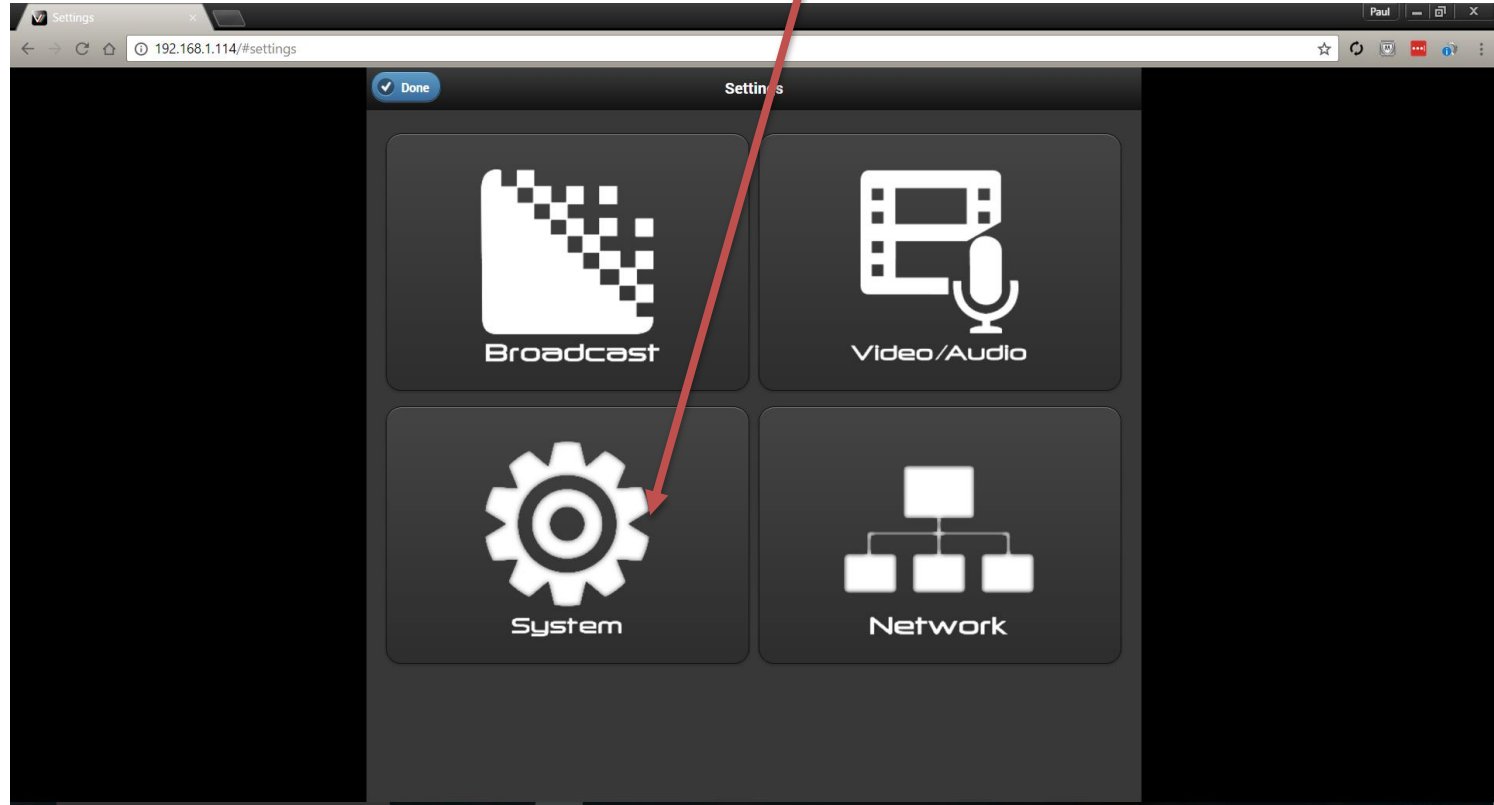 Settings
Paul
192.168.1.114/#settings
Done
Settings
Broadcast
Video/Audio
System
Network